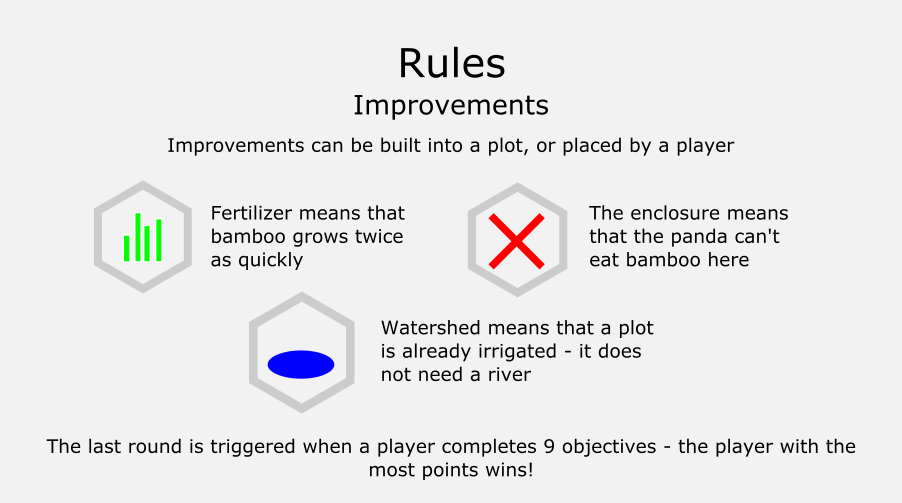 Rules
Improvements
Improvements can be built into a plot, or placed by a player
Fertilizer means that
bamboo grows twice
as quickly
The enclosure means
that the panda can't
eat bamboo here
Watershed means that a plot
is already irrigated - it does
not need a river
The last round is triggered when a player completes 9 objectives - the player with the
most points wins!